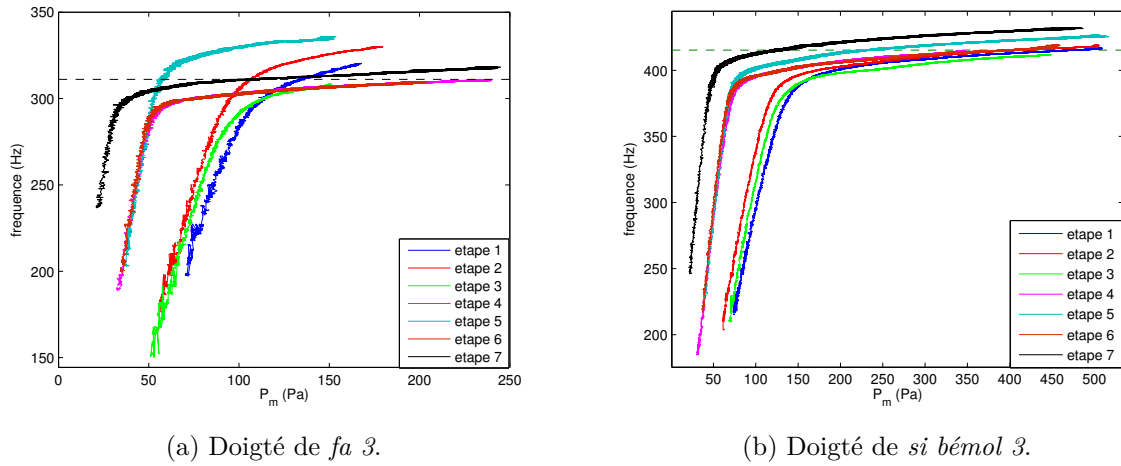 350
300
250
200
150
frequence (Hz)
0
50
100
150
200
250
P_m (Pa)
etape 1
etape 2
etape 3
etape 4
etape 5
etape 6
etape 7
(a) Doigté de fa 3.
400
350
300
250
200
frequence (Hz)
50
100
150
200
250
300
350
400
450
500
P_m (Pa)
etape 1
etape 2
etape 3
etape 4
etape 5
etape 6
etape 7
(b) Doigté de si bémol 3.